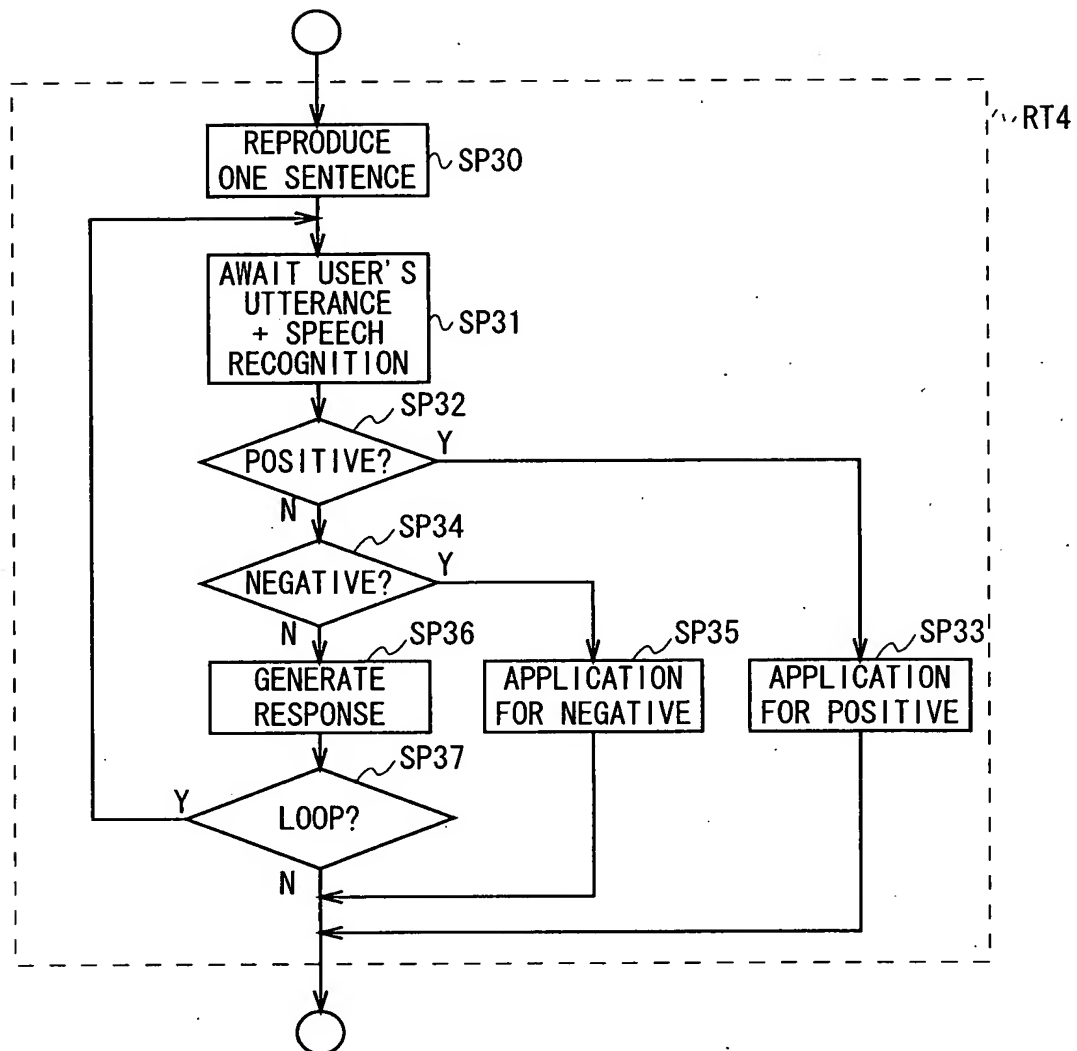 RT4
REPRODUCE
ONE SENTENCE
SP30
AWAIT USER'S
UTTERANCE
+ SPEECH
RECOGNITION
SP31
SP32
POSITIVE?
Y
N
SP34
NEGATIVE?
Y
N
SP36
GENERATE
RESPONSE
SP35
APPLICATION
FOR NEGATIVE
SP33
APPLICATION
FOR POSITIVE
SP37
Y
LOOP?
N